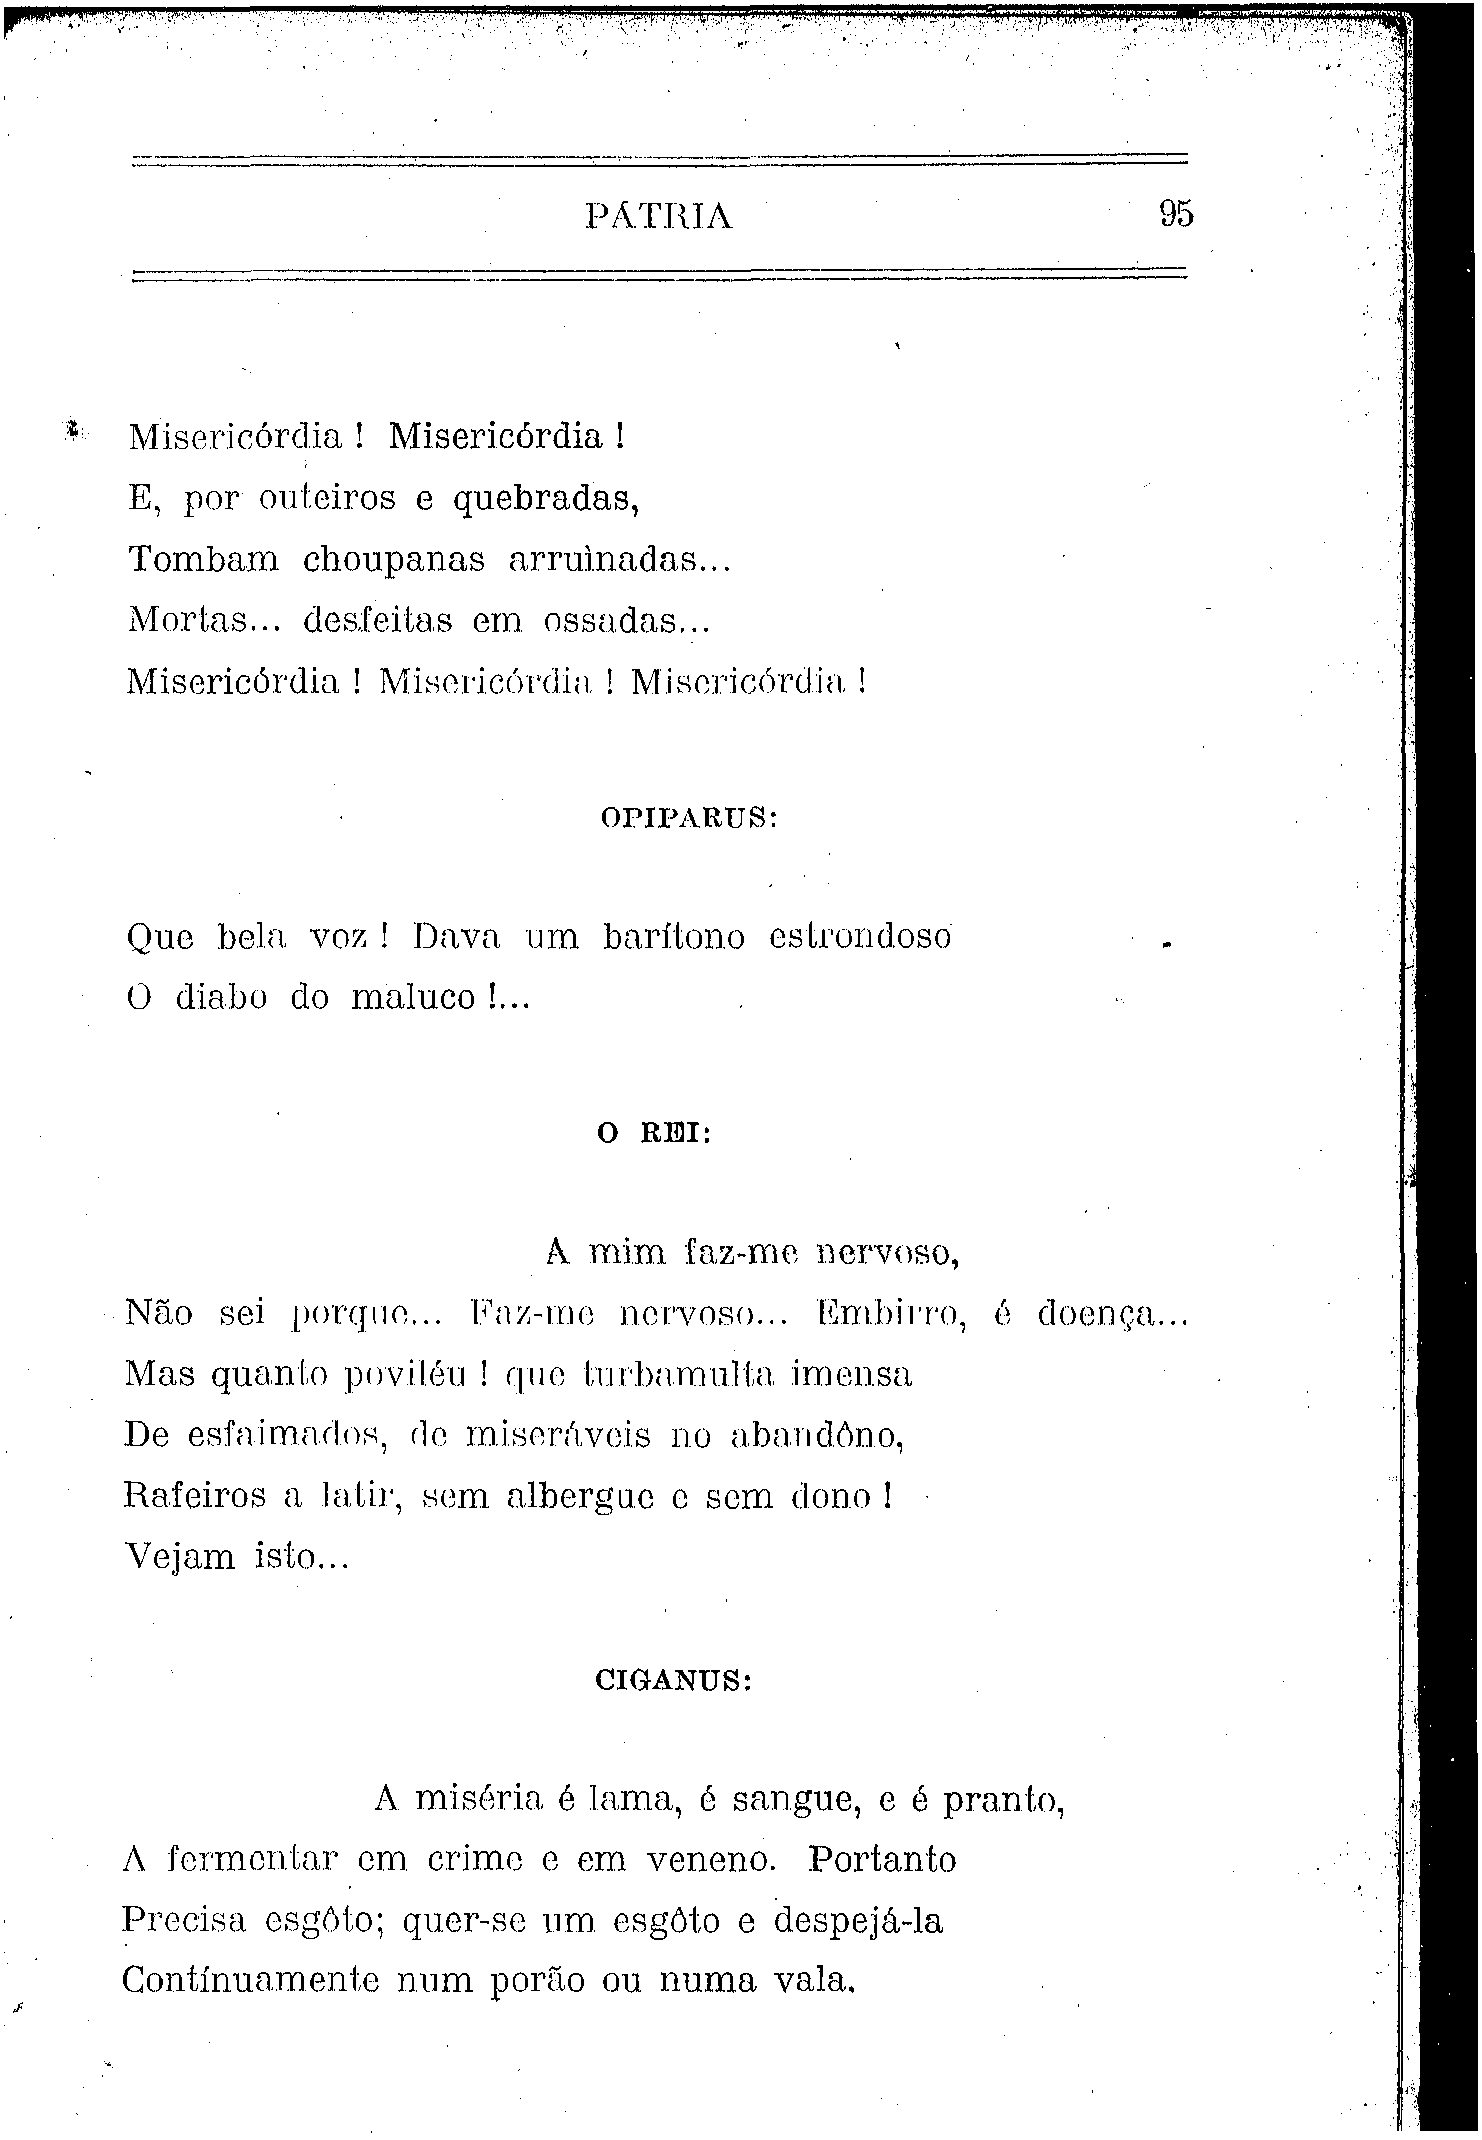 PÁTRIA 95
Misericórdia ! Misericórdia !
E, por outeiros e quebradas,
Tombam choupanas arruìnadas...
Mortas... desfeitas em ossadas...
Misericórdia ! Misericórdia ! Misericórdia !
OPIPARUS:
Que bela voz ! Dava um barítono estrondoso
O diabo do maluco !...
O REI:
A mim faz-me nervoso,
Não sei porque... Faz-me nervoso... Embirro, é doença...
Mas quanto poviléu ! que turbamulta imensa
De esfaimados, de miseráveis no abandôno,
Rafeiros a latir, sem albergue e sem dono !
Vejam isto...
CIGANUS:
A miséria é lama, é sangue, e é pranto,
A fermentar em crime e em veneno. Portanto
Precisa esgôto; quer-se um esgôto e despejá-la
Contínuamente num porão ou numa vala.